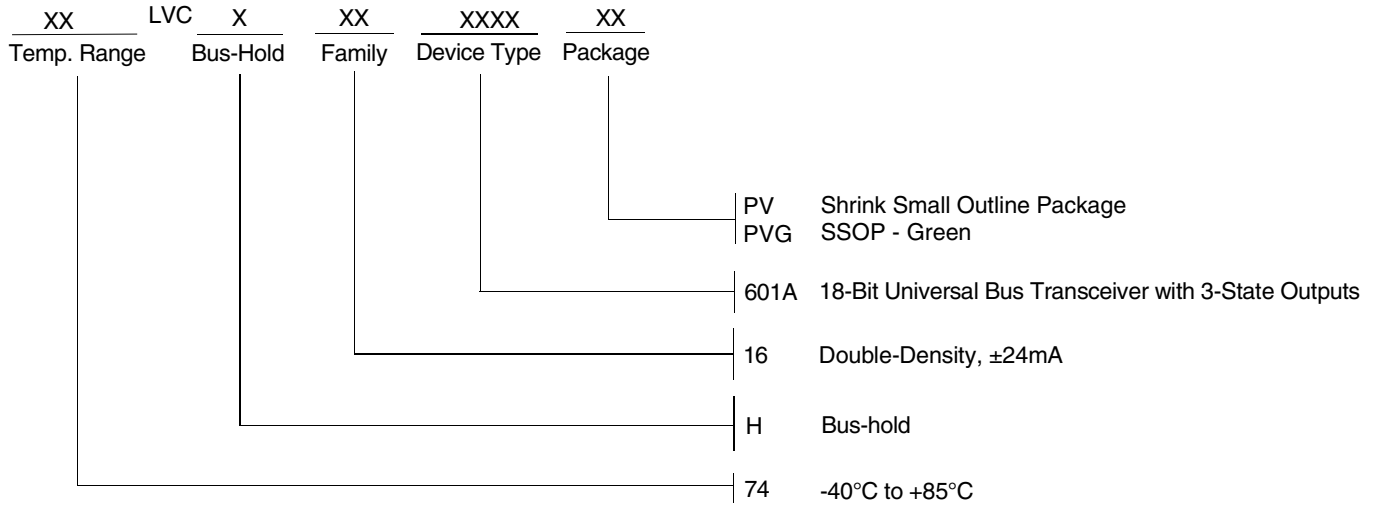 XX LVC X XX XXXX XX
Temp. Range Bus-Hold Family Device Type Package
PV Shrink Small Outline Package
PVG SSOP - Green
601A 18-Bit Universal Bus Transceiver with 3-State Outputs
16 Double-Density, ±24mA
H Bus-hold
74 -40°C to +85°C